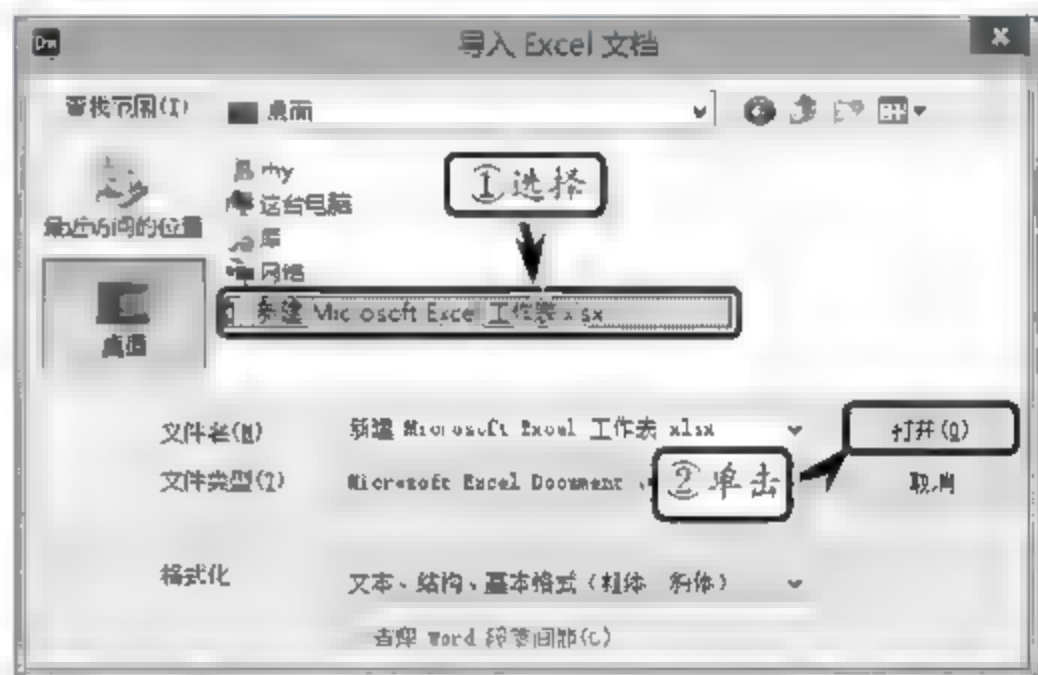 Dw
导入 Excel 文档
查找范围(I)
桌面
①选择
rhy
这台电脑
最近访问的位置
库
网络
新建 Microsoft Excel 工作表.xlsx
桌面
文件名(N)
新建 Microsoft Excel 工作表.xlsx
打开(O)
文件类型(T)
Microsoft Excel Document
②单击
取消
格式化
文本、结构、基本格式（粗体 斜体）
清理 Word 段落间距(C)